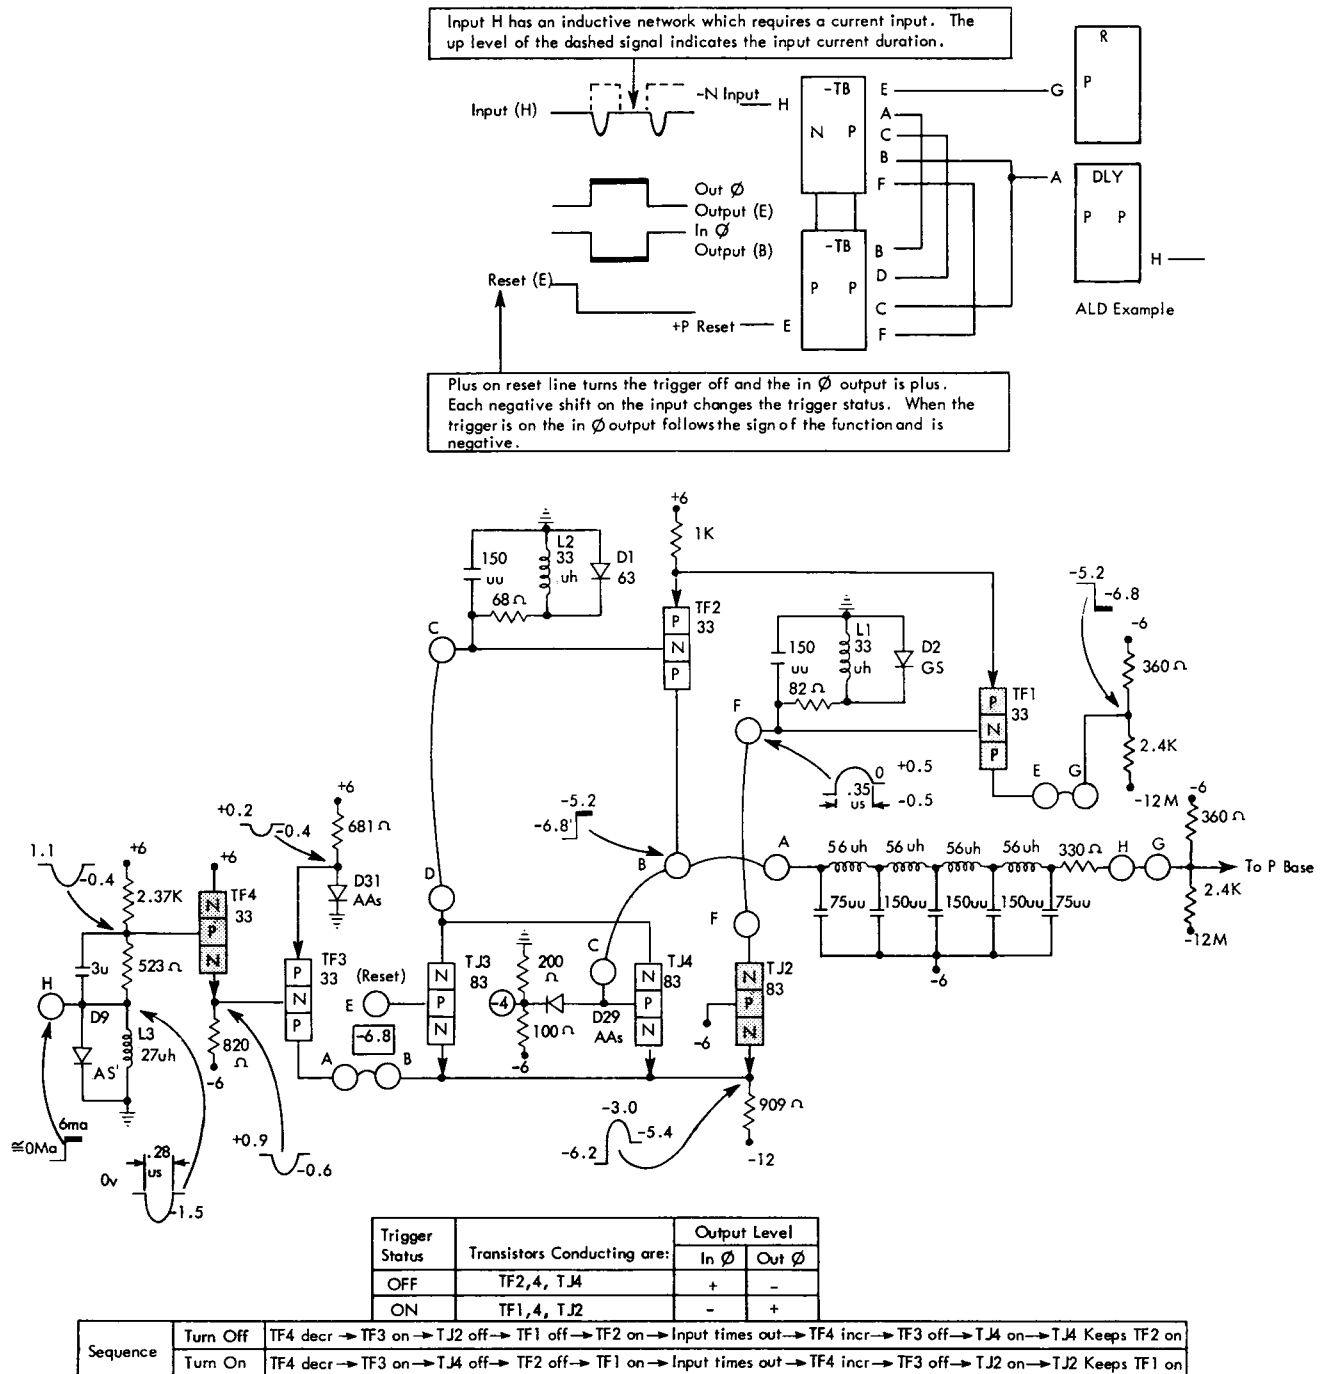 Input H has an inductive network which requires a current input. The
up level of the dashed signal indicates the input current duration.
Input (H)
-N Input
H
-TB
N P
E
A
C
B
F
G
R
P
A
DLY
P P
H
ALD Example
Out Ø
Output (E)
In Ø
Output (B)
-TB
P P
B
D
C
F
Reset (E)
+P Reset
E
Plus on reset line turns the trigger off and the in Ø output is plus.
Each negative shift on the input changes the trigger status. When the
trigger is on the in Ø output follows the sign of the function and is
negative.
+6
1K
150
uu
L2
33
uh
D1
63
68Ω
C
P
N
P
TF2
33
150
uu
L1
33
uh
D2
GS
82Ω
F
P
N
P
TF1
33
-5.2
-6.8
-6
360Ω
2.4K
-12M
E
G
0
+0.5
-0.5
.35
us
-5.2
-6.8'
B
A
56 uh
56 uh
56uh
56 uh
330Ω
H
G
-6
360Ω
To P Base
2.4K
-12M
75uu
150uu
150uu
150uu
75uu
-6
+0.2
-0.4
+6
681Ω
D31
AAs
1.1
-0.4
+6
2.37K
+6
N
P
N
TF4
33
3u
523Ω
H
D9
AS'
L3
27uh
820
Ω
-6
P
N
P
TF3
33
D
(Reset)
E
N
P
N
TJ3
83
-4
200
Ω
100Ω
-6
D29
AAs
C
N
P
N
TJ4
83
F
N
P
N
TJ2
83
-6
-6.8
A
B
909Ω
-12
-3.0
-5.4
-6.2
≅0Ma
6ma
0v
.28
us
-1.5
+0.9
-0.6
Trigger
Status
Transistors Conducting are:
Output Level
In Ø
Out Ø
OFF
TF2,4, TJ4
+
-
ON
TF1,4, TJ2
-
+
Sequence
Turn Off
TF4 decr → TF3 on → TJ2 off → TF1 off → TF2 on → Input times out → TF4 incr → TF3 off → TJ4 on → TJ4 Keeps TF2 on
Turn On
TF4 decr → TF3 on → TJ4 off → TF2 off → TF1 on → Input times out → TF4 incr → TF3 off → TJ2 on → TJ2 Keeps TF1 on